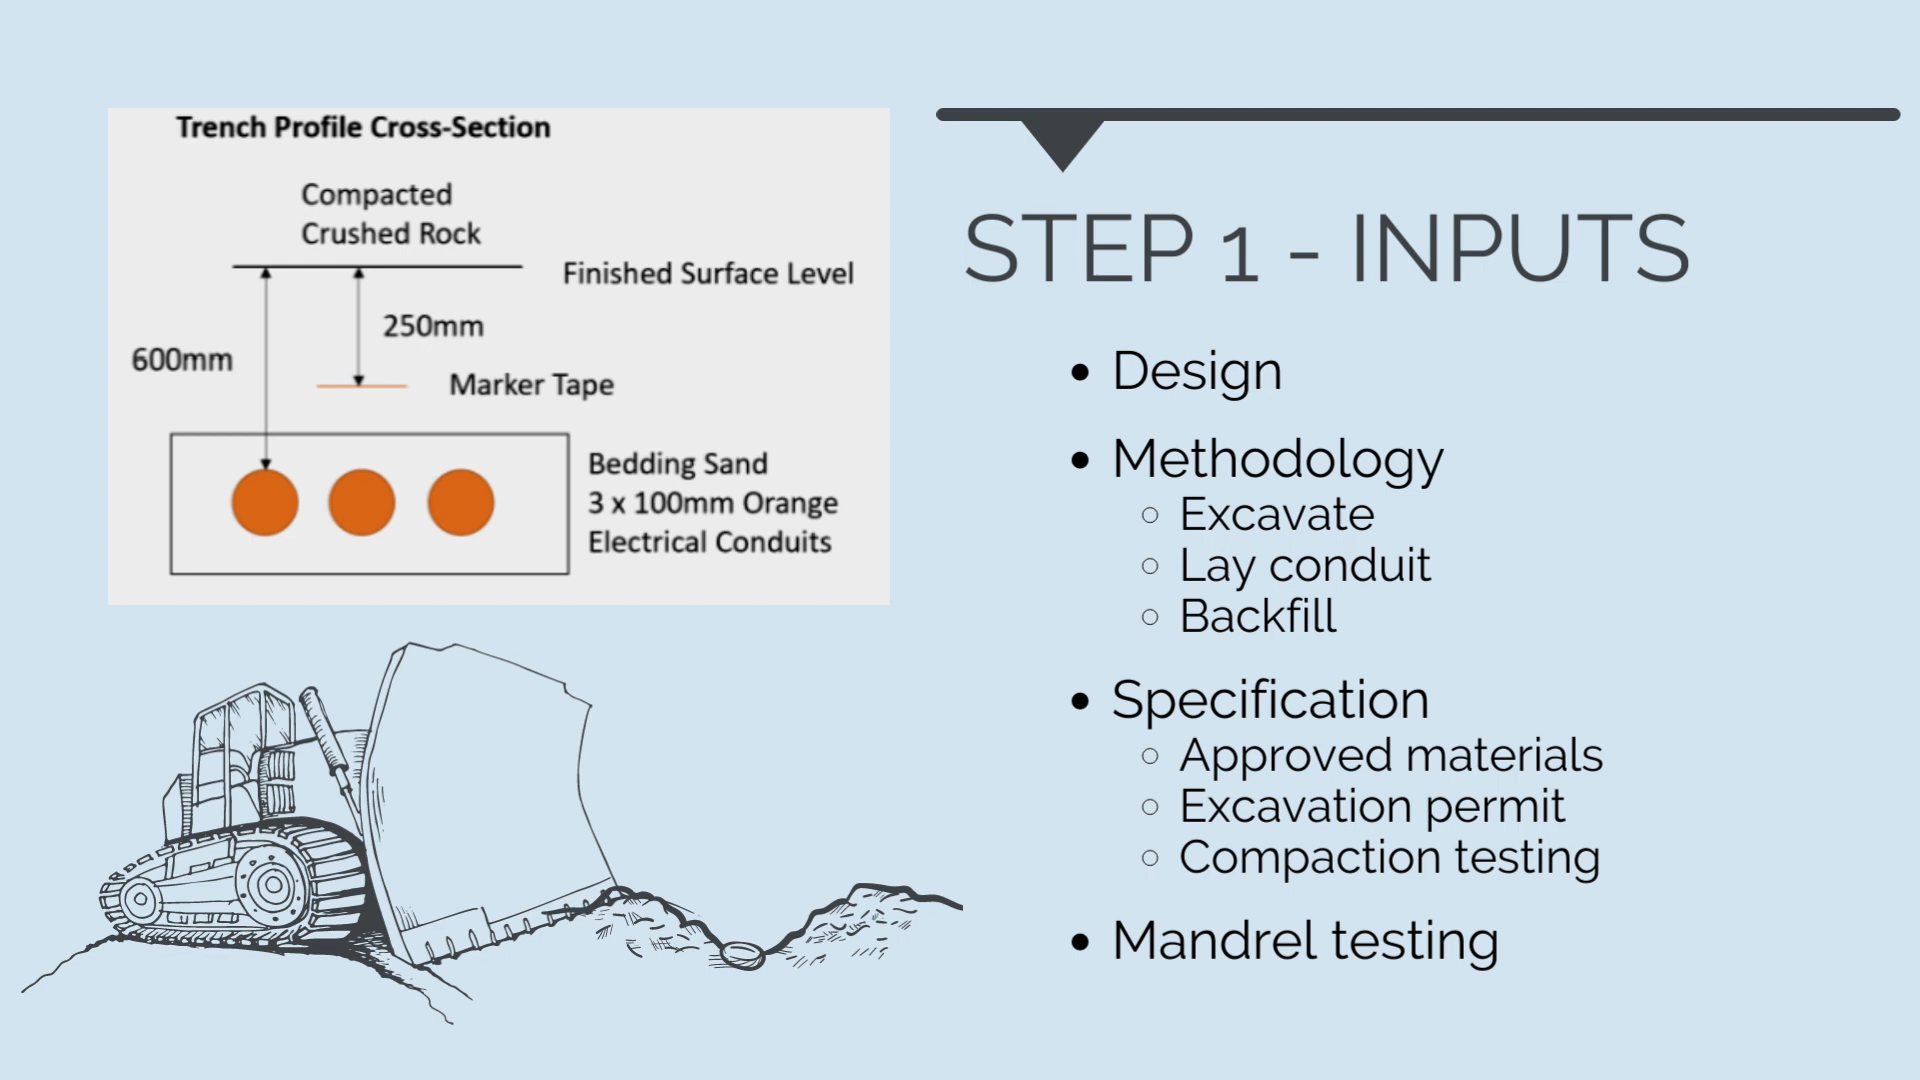 Trench Profile Cross-Section
Compacted
Crushed Rock
Finished Surface Level
250mm
600mm
Marker Tape
Bedding Sand
3 x 100mm Orange
Electrical Conduits
STEP 1 - INPUTS
• Design
• Methodology
○ Excavate
○ Lay conduit
○ Backfill
• Specification
○ Approved materials
○ Excavation permit
○ Compaction testing
• Mandrel testing